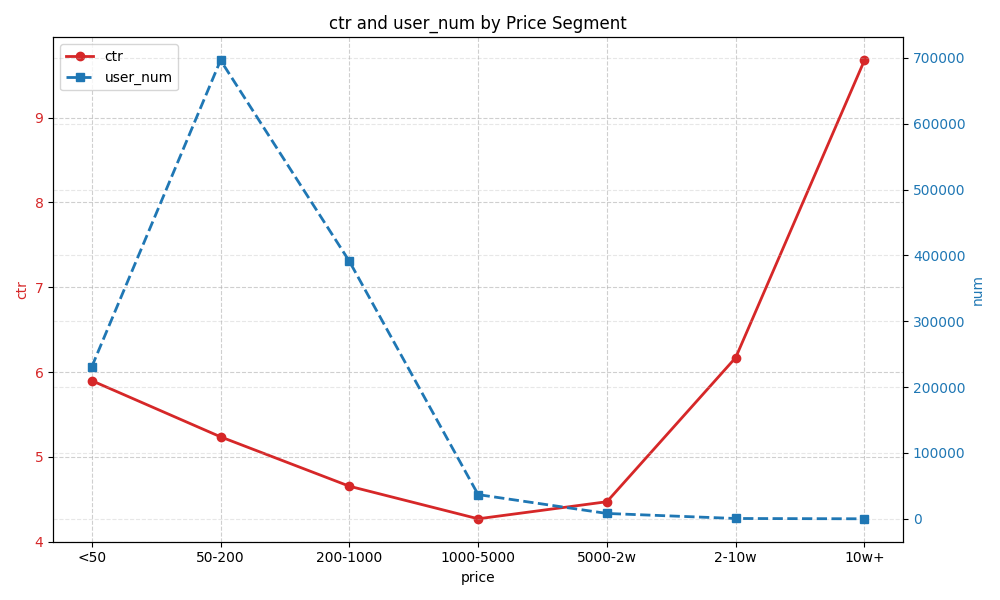 ctr and user_num by Price Segment
ctr
user_num
9
8
7
6
5
4
ctr
700000
600000
500000
400000
300000
200000
100000
0
num
<50
50-200
200-1000
1000-5000
5000-2w
2-10w
10w+
price